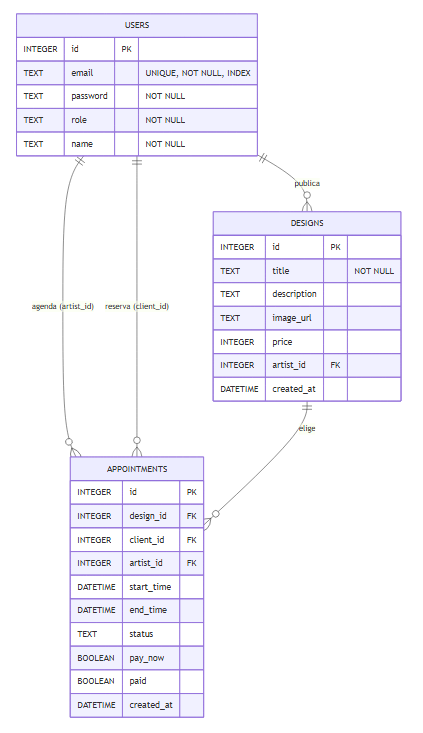 USERS
INTEGER id PK
TEXT email UNIQUE, NOT NULL, INDEX
TEXT password NOT NULL
TEXT role NOT NULL
TEXT name NOT NULL
publica
DESIGNS
INTEGER id PK
TEXT title NOT NULL
TEXT description
TEXT image_url
INTEGER price
INTEGER artist_id FK
DATETIME created_at
agenda (artist_id)
reserva (client_id)
elige
APPOINTMENTS
INTEGER id PK
INTEGER design_id FK
INTEGER client_id FK
INTEGER artist_id FK
DATETIME start_time
DATETIME end_time
TEXT status
BOOLEAN pay_now
BOOLEAN paid
DATETIME created_at